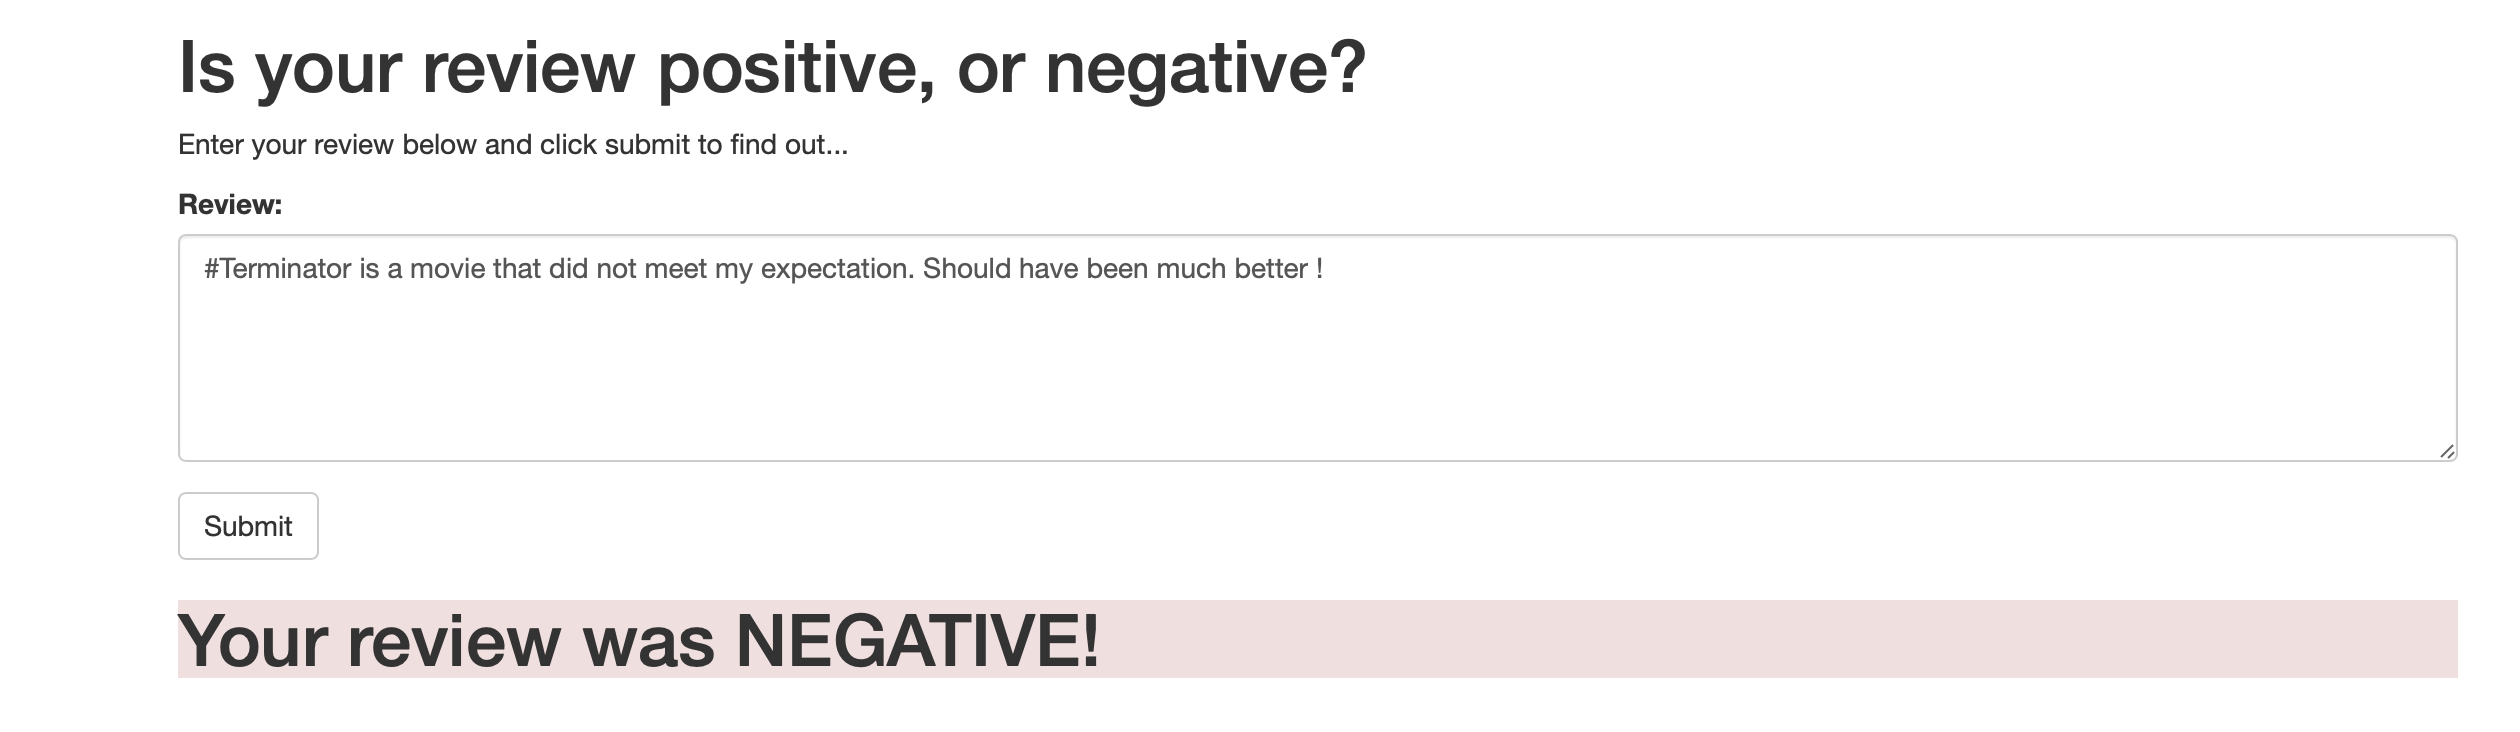 Is your review positive, or negative?
Enter your review below and click submit to find out...
Review:
#Terminator is a movie that did not meet my expectation. Should have been much better !
Submit
Your review was NEGATIVE!